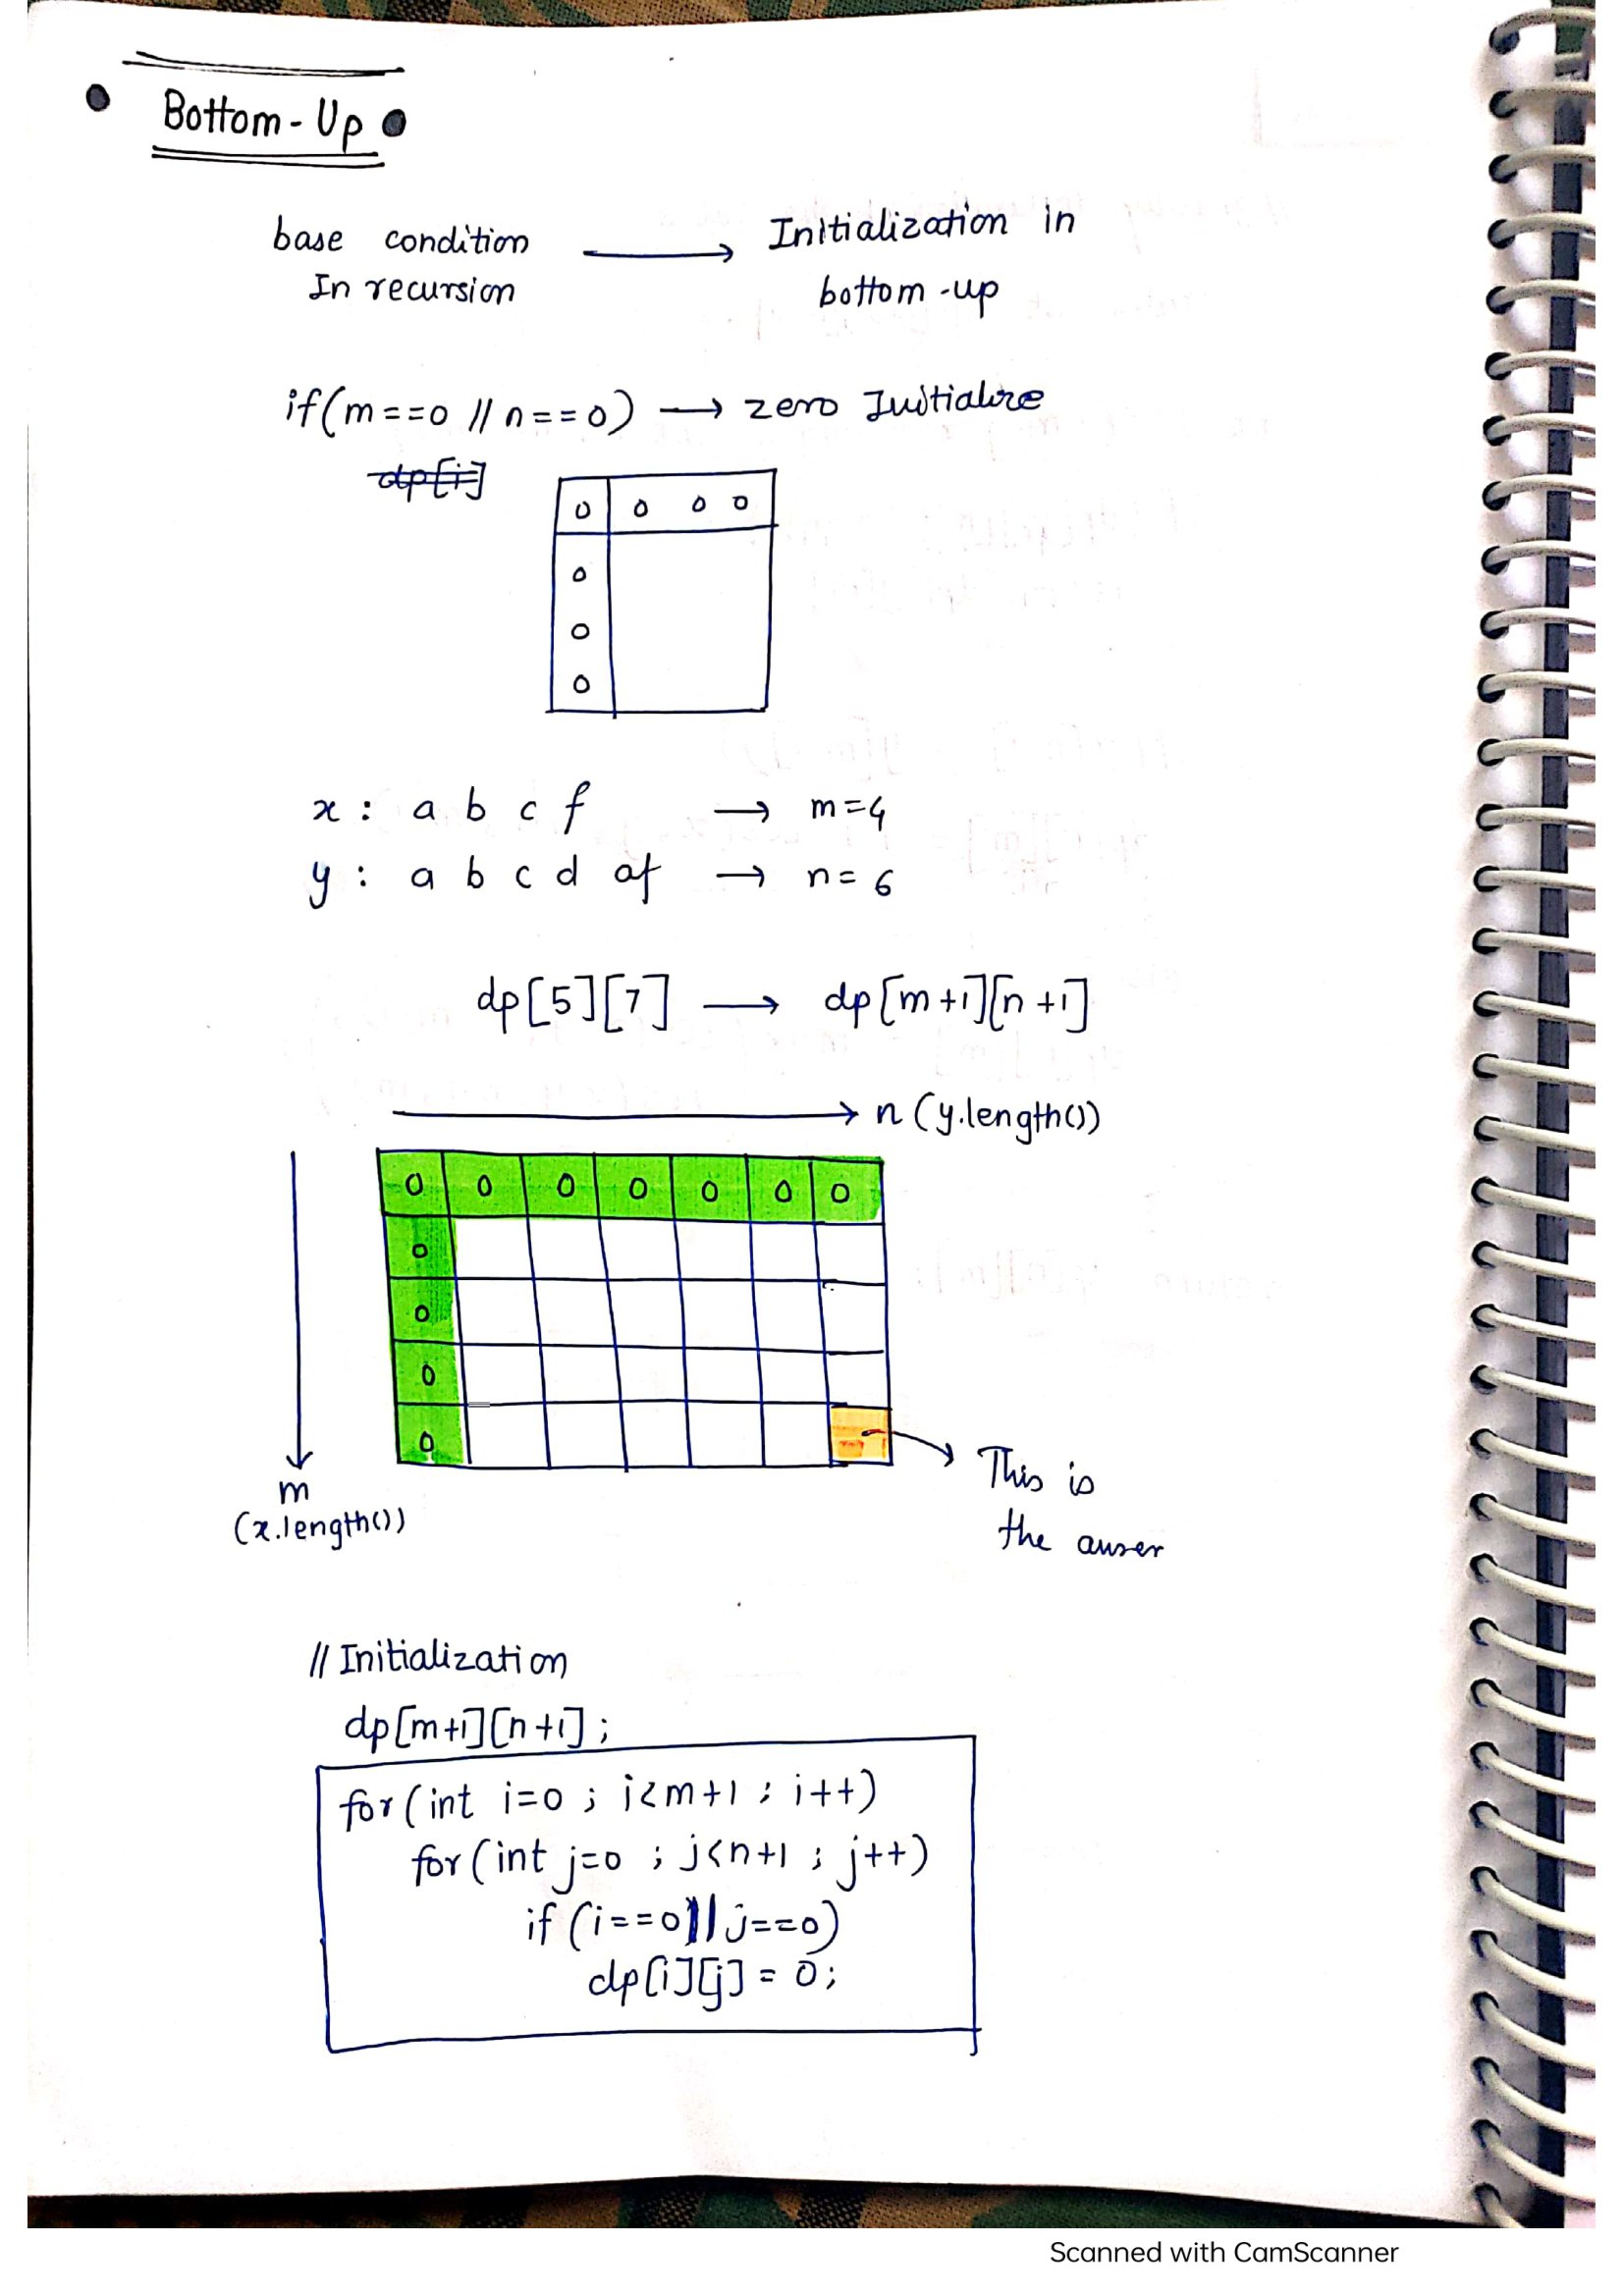 Bottom-Up
base condition → Initialization in
In recursion bottom-up
if(m==0 || n==0) → zero Initialize
dp[i]
0 0 0 0
0
0
0
x : a b c f → m=4
y : a b c d af → n=6
dp[5][7] → dp[m+1][n+1]
→ n (y.length())
0 0 0 0 0 0 0
0
0
0
0
m
(x.length())
This is
the anser
// Initialization
dp[m+1][n+1];
for(int i=0 ; i<m+1 ; i++)
for(int j=0 ; j<n+1 ; j++)
if (i==0||j==0)
dp[i][j] = 0;
Scanned with CamScanner